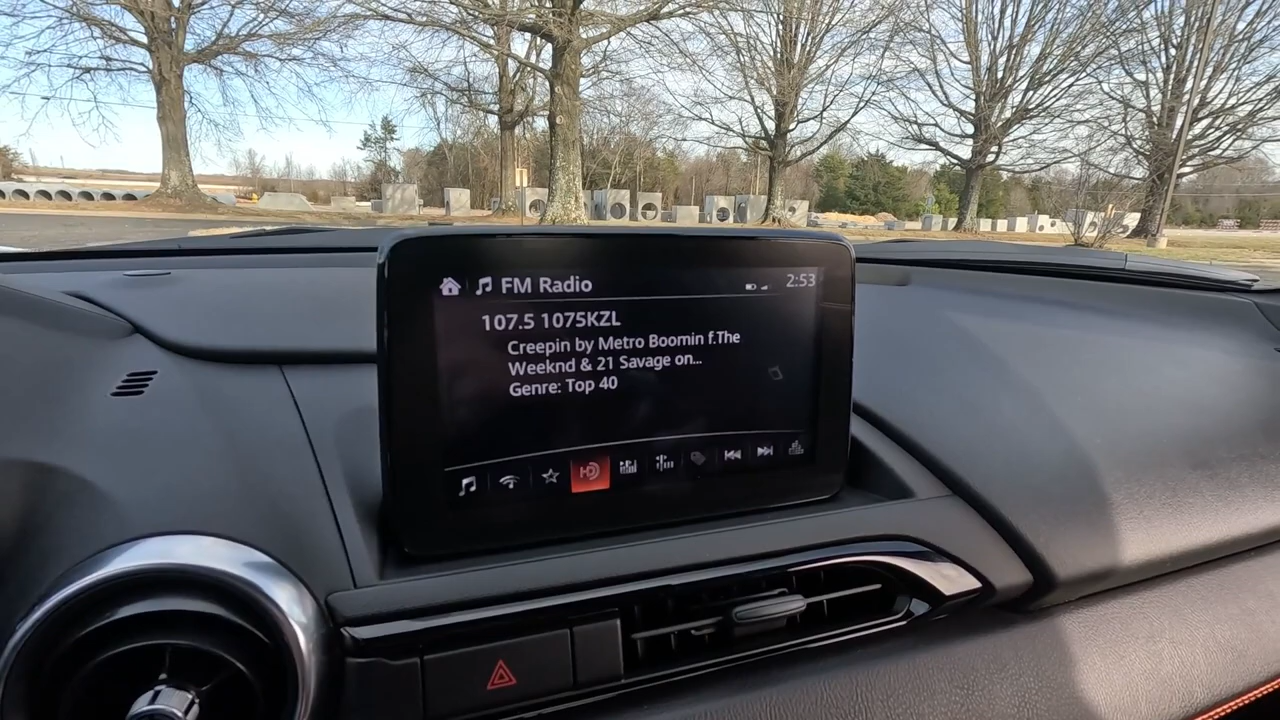 FM Radio
2:53
107.5 1075KZL
Creepin by Metro Boomin f.The
Weeknd & 21 Savage on...
Genre: Top 40
HD